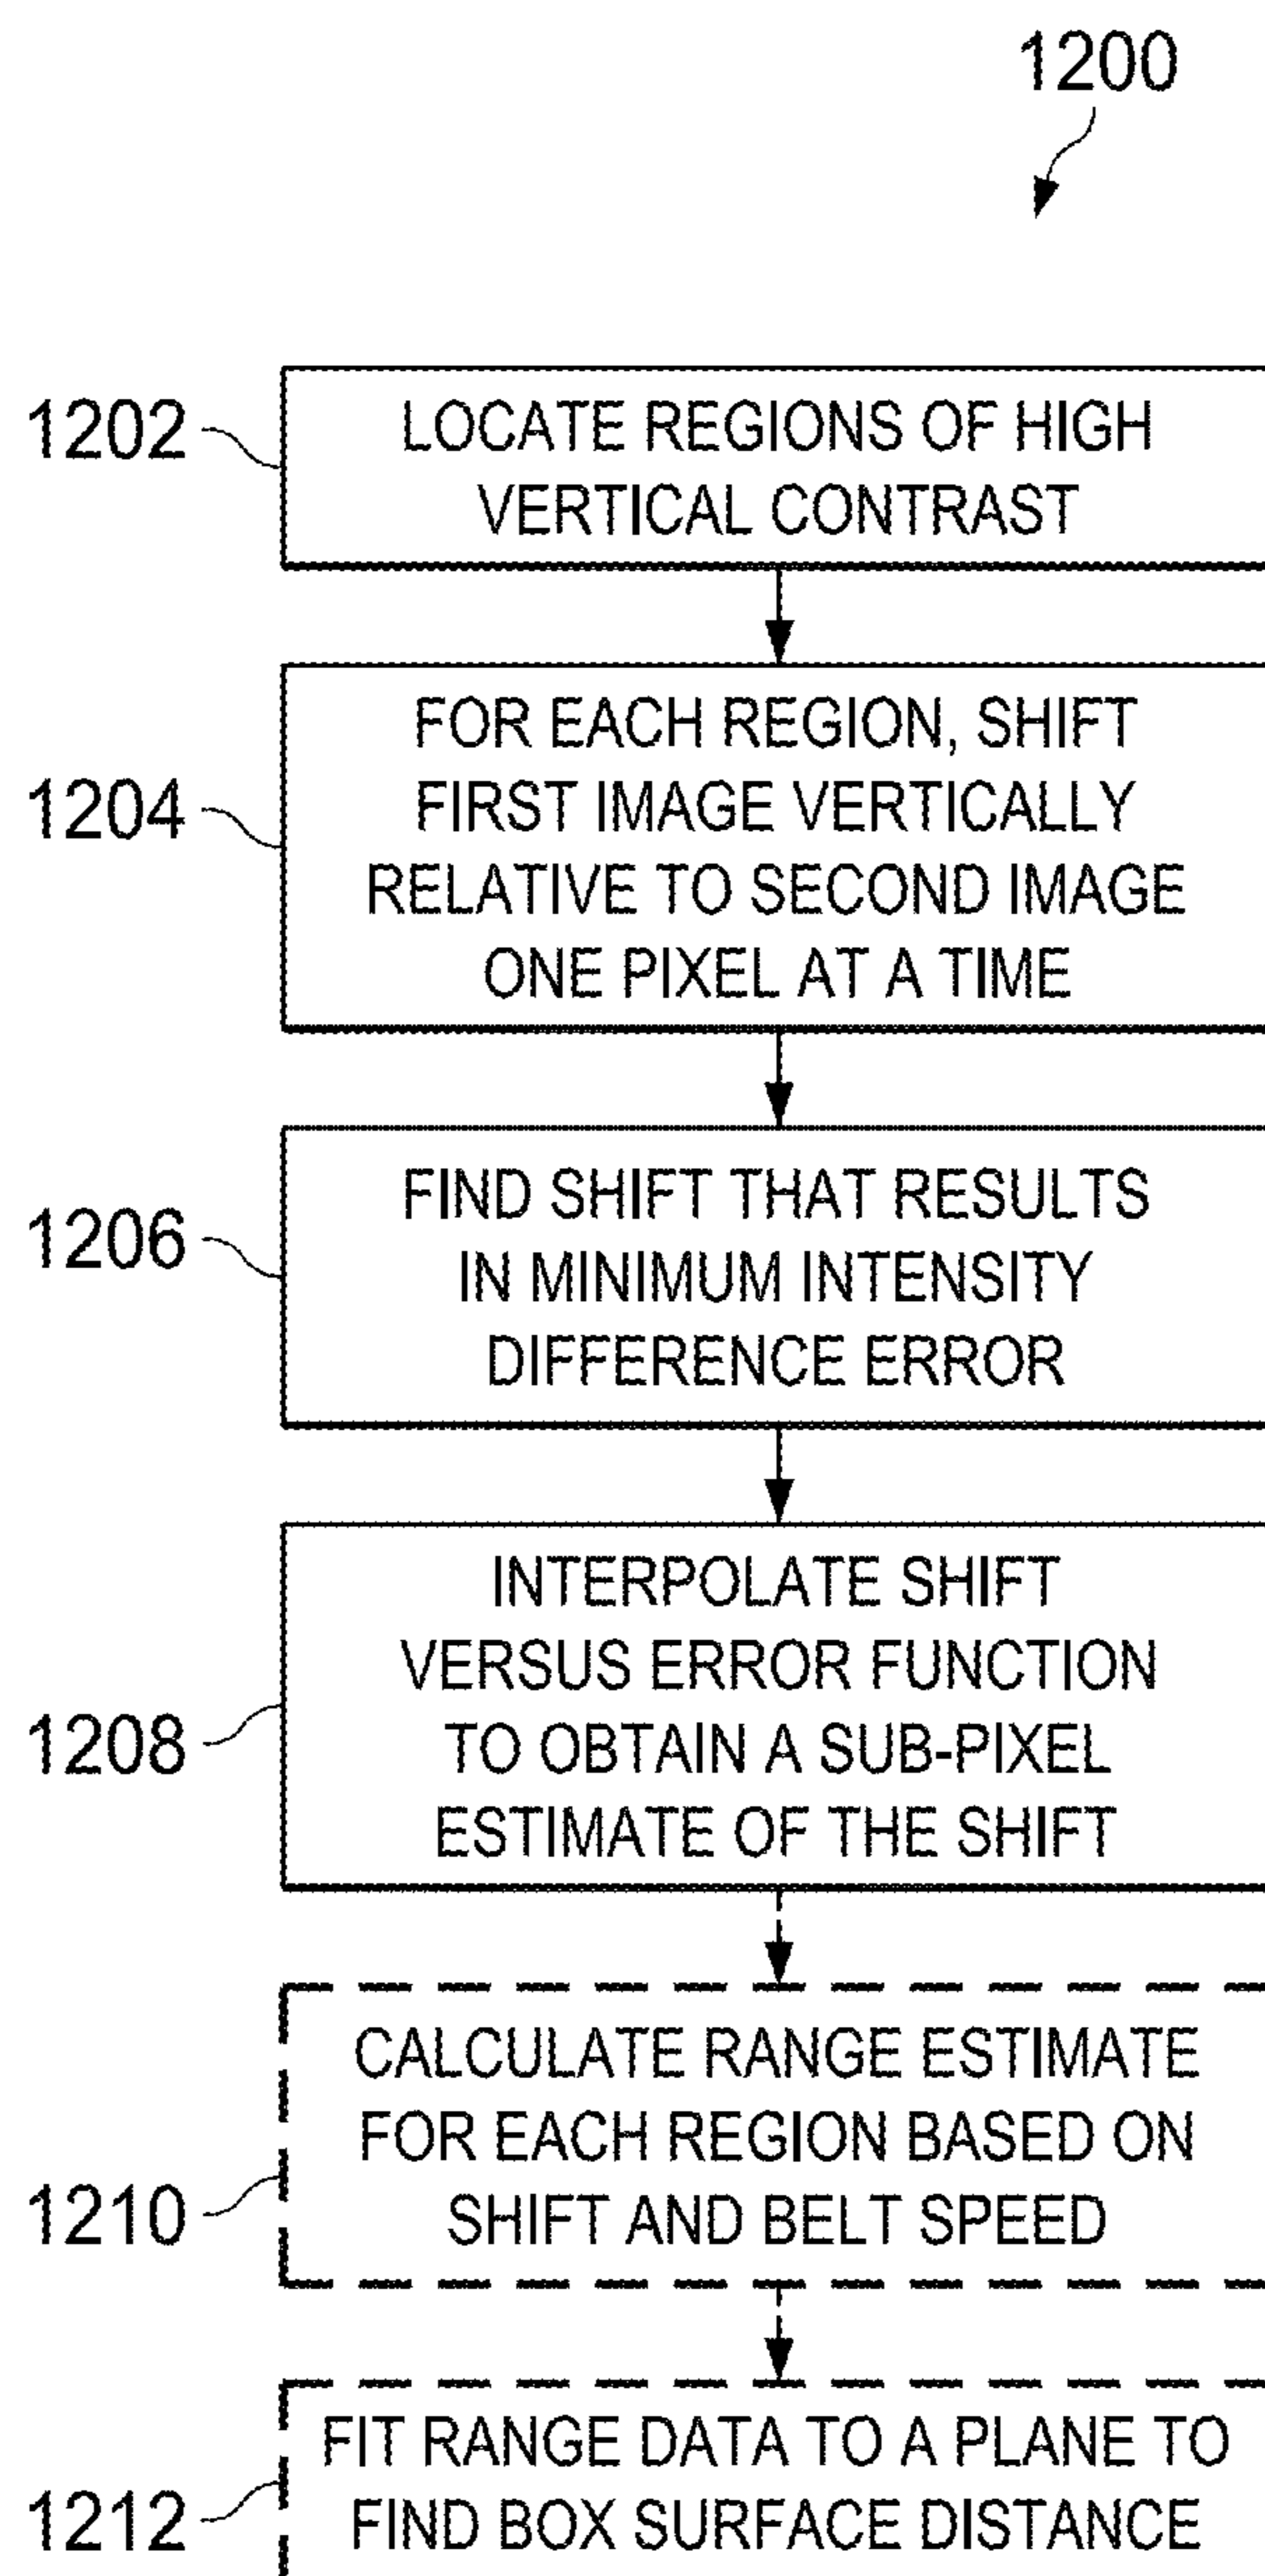 1200
1202
LOCATE REGIONS OF HIGH
VERTICAL CONTRAST
1204
FOR EACH REGION, SHIFT
FIRST IMAGE VERTICALLY
RELATIVE TO SECOND IMAGE
ONE PIXEL AT A TIME
1206
FIND SHIFT THAT RESULTS
IN MINIMUM INTENSITY
DIFFERENCE ERROR
1208
INTERPOLATE SHIFT
VERSUS ERROR FUNCTION
TO OBTAIN A SUB-PIXEL
ESTIMATE OF THE SHIFT
1210
CALCULATE RANGE ESTIMATE
FOR EACH REGION BASED ON
SHIFT AND BELT SPEED
1212
FIT RANGE DATA TO A PLANE TO
FIND BOX SURFACE DISTANCE